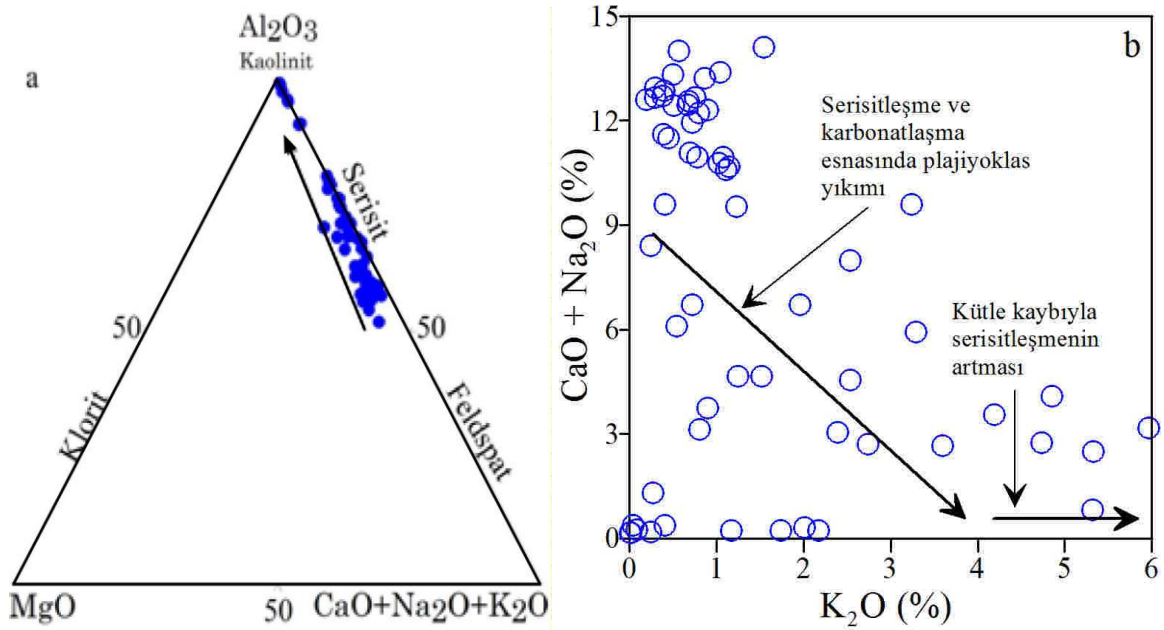 a
Al₂O₃
Kaolinit
Serisit
50
50
Klorit
Feldspat
MgO
50
CaO+Na₂O+K₂O
b
15
12
9
6
3
0
CaO + Na₂O (%)
Serisitleşme ve
karbonatlaşma
esnasında plajiyoklas
yıkımı
Kütle kaybıyla
serisitleşmenin
artması
0
1
2
3
4
5
6
K₂O (%)